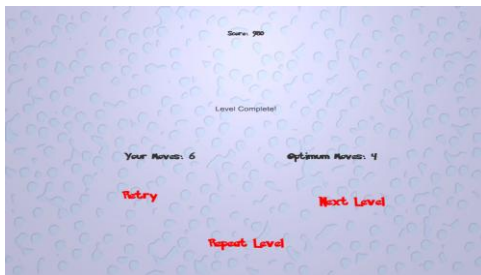 Score: 980
Level Complete!
Your Moves: 6
Optimum Moves: 4
Retry
Next Level
Repeat Level